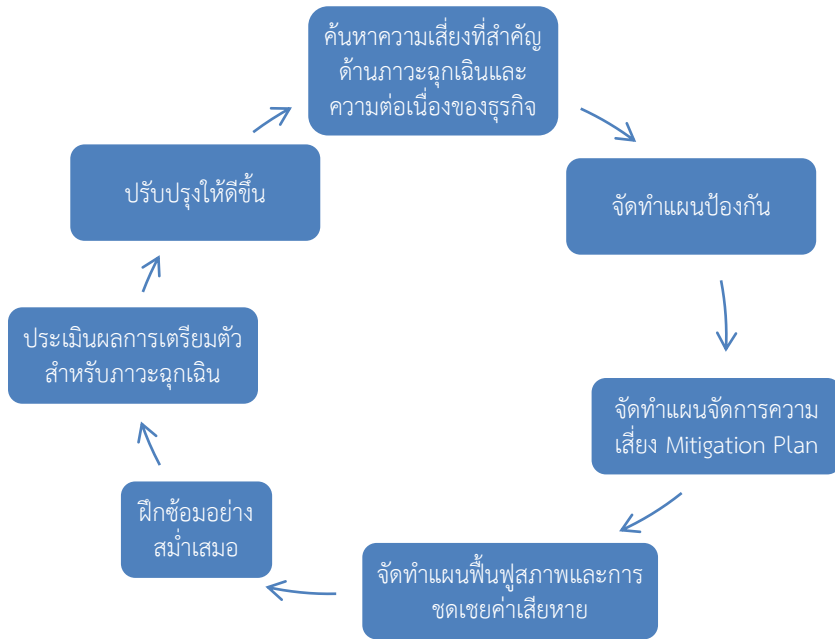 ค้นหาความเสี่ยงที่สำคัญ
ด้านภาวะฉุกเฉินและ
ความต่อเนื่องของธุรกิจ
จัดทำแผนป้องกัน
จัดทำแผนจัดการความ
เสี่ยง Mitigation Plan
จัดทำแผนฟื้นฟูสภาพและการ
ชดเชยค่าเสียหาย
ฝึกซ้อมอย่าง
สม่ำเสมอ
ประเมินผลการเตรียมตัว
สำหรับภาวะฉุกเฉิน
ปรับปรุงให้ดีขึ้น